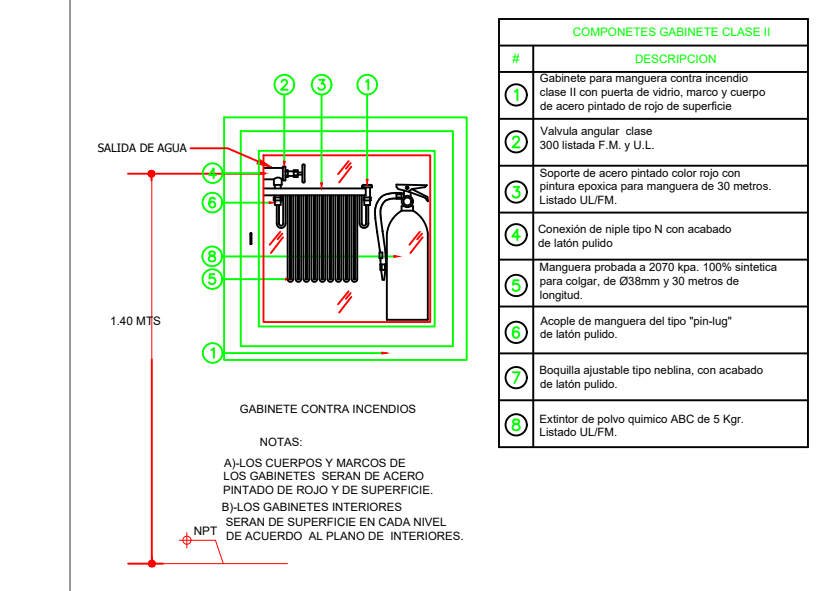 COMPONETES GABINETE CLASE II
# DESCRIPCION
1 Gabinete para manguera contra incendio
clase II con puerta de vidrio, marco y cuerpo
de acero pintado de rojo de superficie
2 Valvula angular clase
300 listada F.M. y U.L.
3 Soporte de acero pintado color rojo con
pintura epoxica para manguera de 30 metros.
Listado UL/FM.
4 Conexión de niple tipo N con acabado
de latón pulido
5 Manguera probada a 2070 kpa. 100% sintetica
para colgar, de Ø38mm y 30 metros de
longitud.
6 Acople de manguera del tipo "pin-lug"
de latón pulido.
7 Boquilla ajustable tipo neblina, con acabado
de latón pulido.
8 Extintor de polvo quimico ABC de 5 Kgr.
Listado UL/FM.
2 3 1
SALIDA DE AGUA
4
6
8
5
1.40 MTS
1
GABINETE CONTRA INCENDIOS
NOTAS:
A)-LOS CUERPOS Y MARCOS DE
LOS GABINETES SERAN DE ACERO
PINTADO DE ROJO Y DE SUPERFICIE.
B)-LOS GABINETES INTERIORES
SERAN DE SUPERFICIE EN CADA NIVEL
DE ACUERDO AL PLANO DE INTERIORES.
NPT